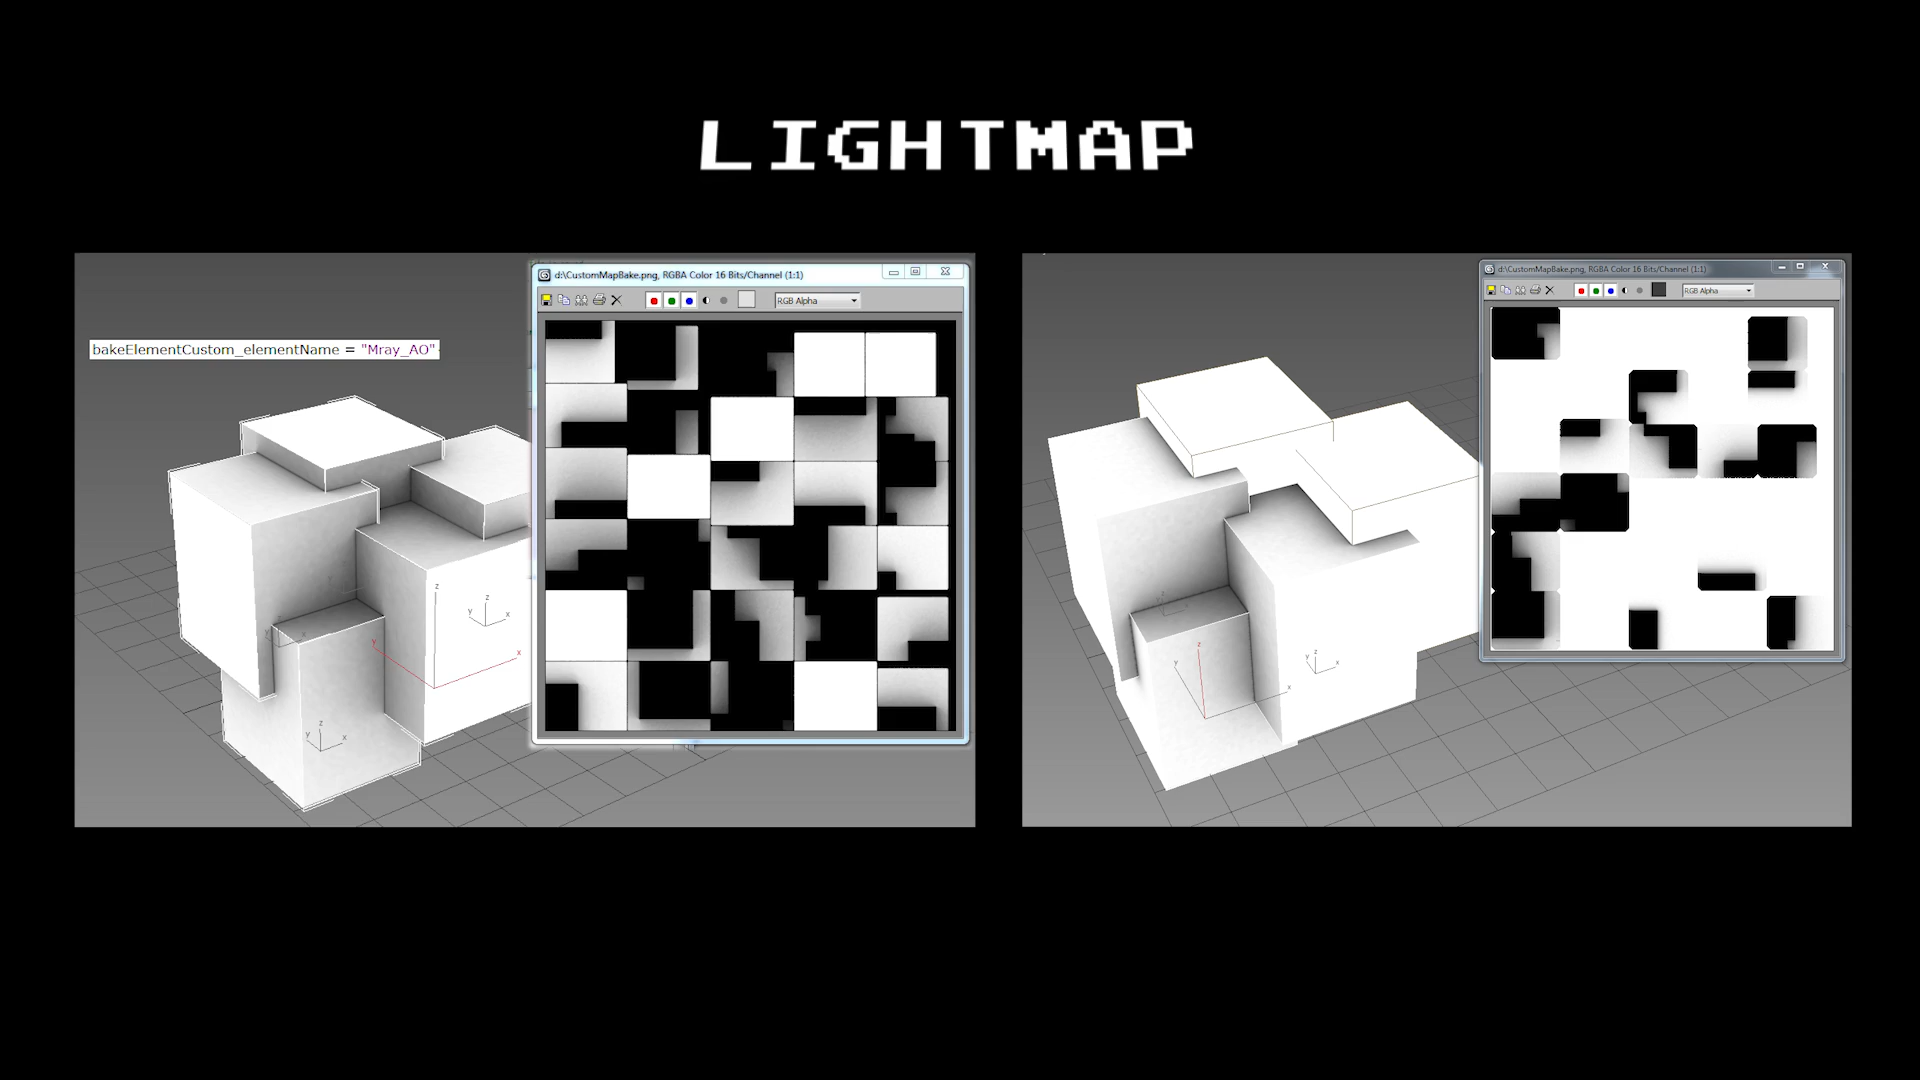 LIGHTMAP
d:\CustomMapBake.png, RGBA Color 16 Bits/Channel (1:1)
RGB Alpha
bakeElementCustom_elementName = "Mray_AO"
z
y
x
z
y
x
z
y
x
d:\CustomMapBake.png, RGBA Color 16 Bits/Channel (1:1)
RGB Alpha
z
y
x
z
y
x